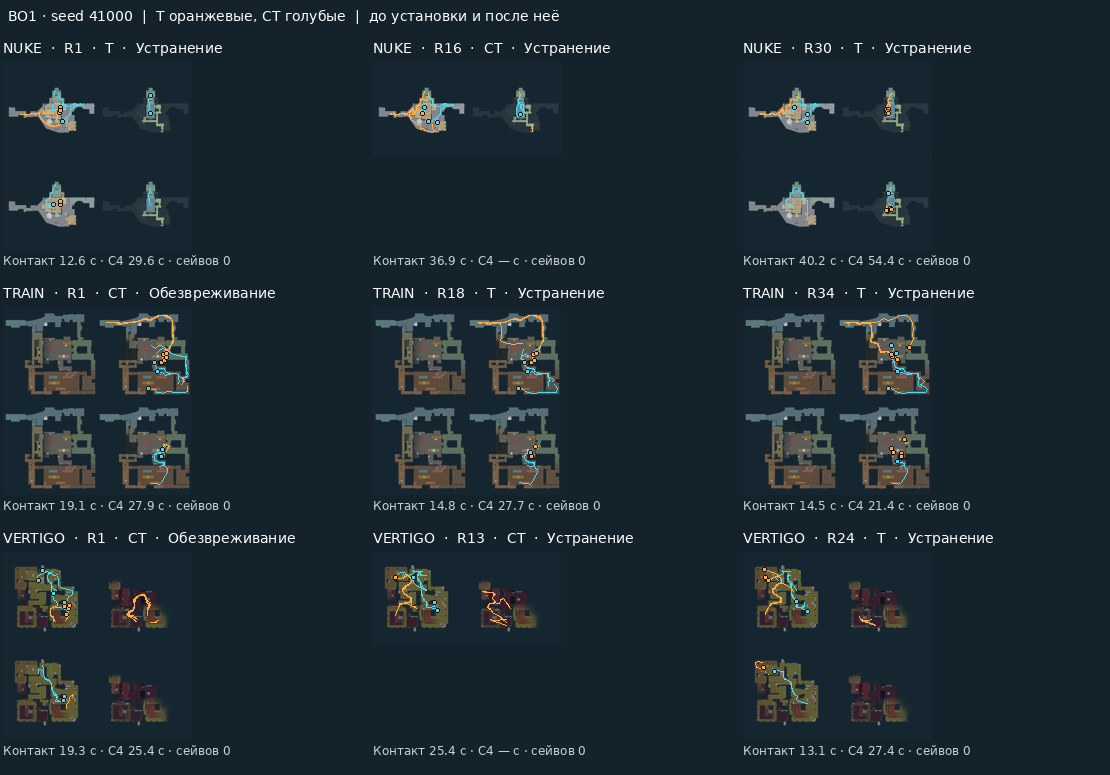 BO1 · seed 41000 | T оранжевые, CT голубые | до установки и после неё
NUKE · R1 · T · Устранение
NUKE · R16 · CT · Устранение
NUKE · R30 · T · Устранение
Контакт 12.6 с · C4 29.6 с · сейвов 0
Контакт 36.9 с · C4 — с · сейвов 0
Контакт 40.2 с · C4 54.4 с · сейвов 0
TRAIN · R1 · CT · Обезвреживание
TRAIN · R18 · T · Устранение
TRAIN · R34 · T · Устранение
Контакт 19.1 с · C4 27.9 с · сейвов 0
Контакт 14.8 с · C4 27.7 с · сейвов 0
Контакт 14.5 с · C4 21.4 с · сейвов 0
VERTIGO · R1 · CT · Обезвреживание
VERTIGO · R13 · CT · Устранение
VERTIGO · R24 · T · Устранение
Контакт 19.3 с · C4 25.4 с · сейвов 0
Контакт 25.4 с · C4 — с · сейвов 0
Контакт 13.1 с · C4 27.4 с · сейвов 0